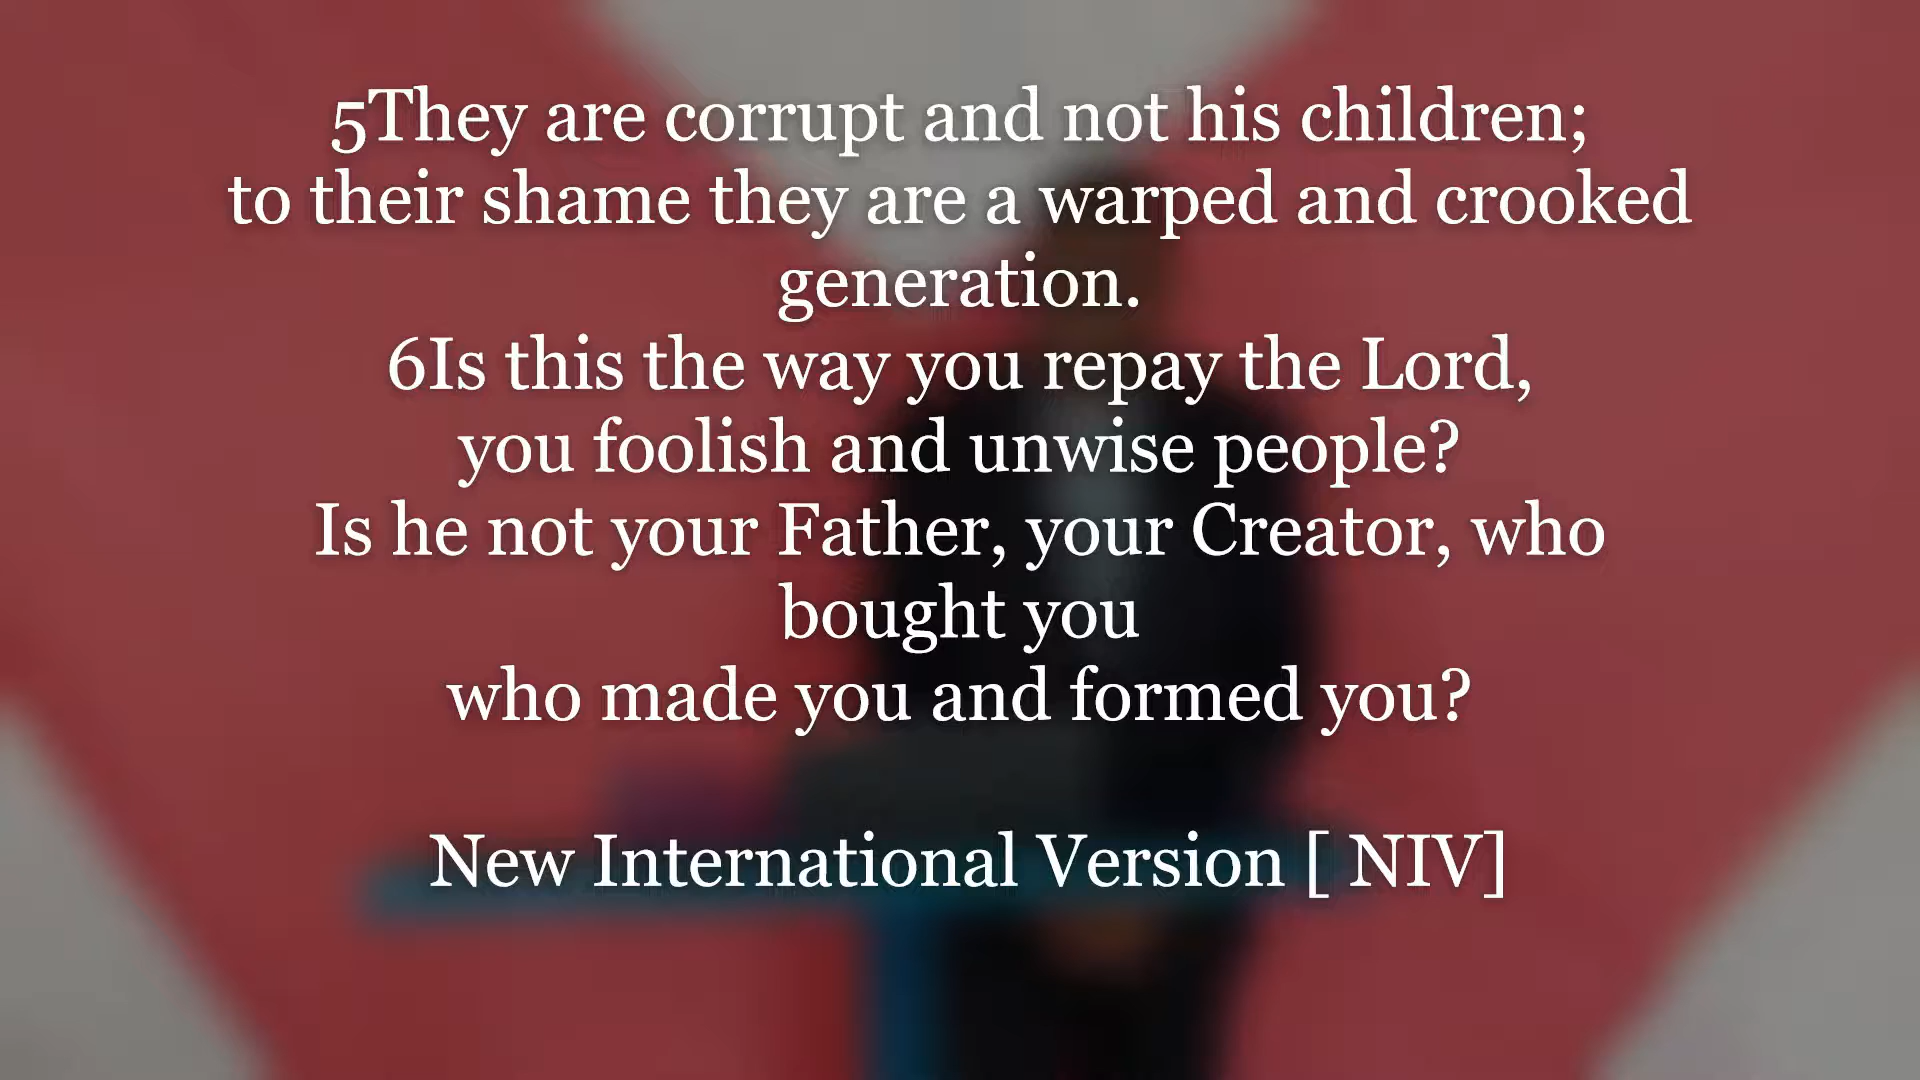 5They are corrupt and not his children;
to their shame they are a warped and crooked
generation.
6Is this the way you repay the Lord,
you foolish and unwise people?
Is he not your Father, your Creator, who
bought you
who made you and formed you?
New International Version [ NIV]